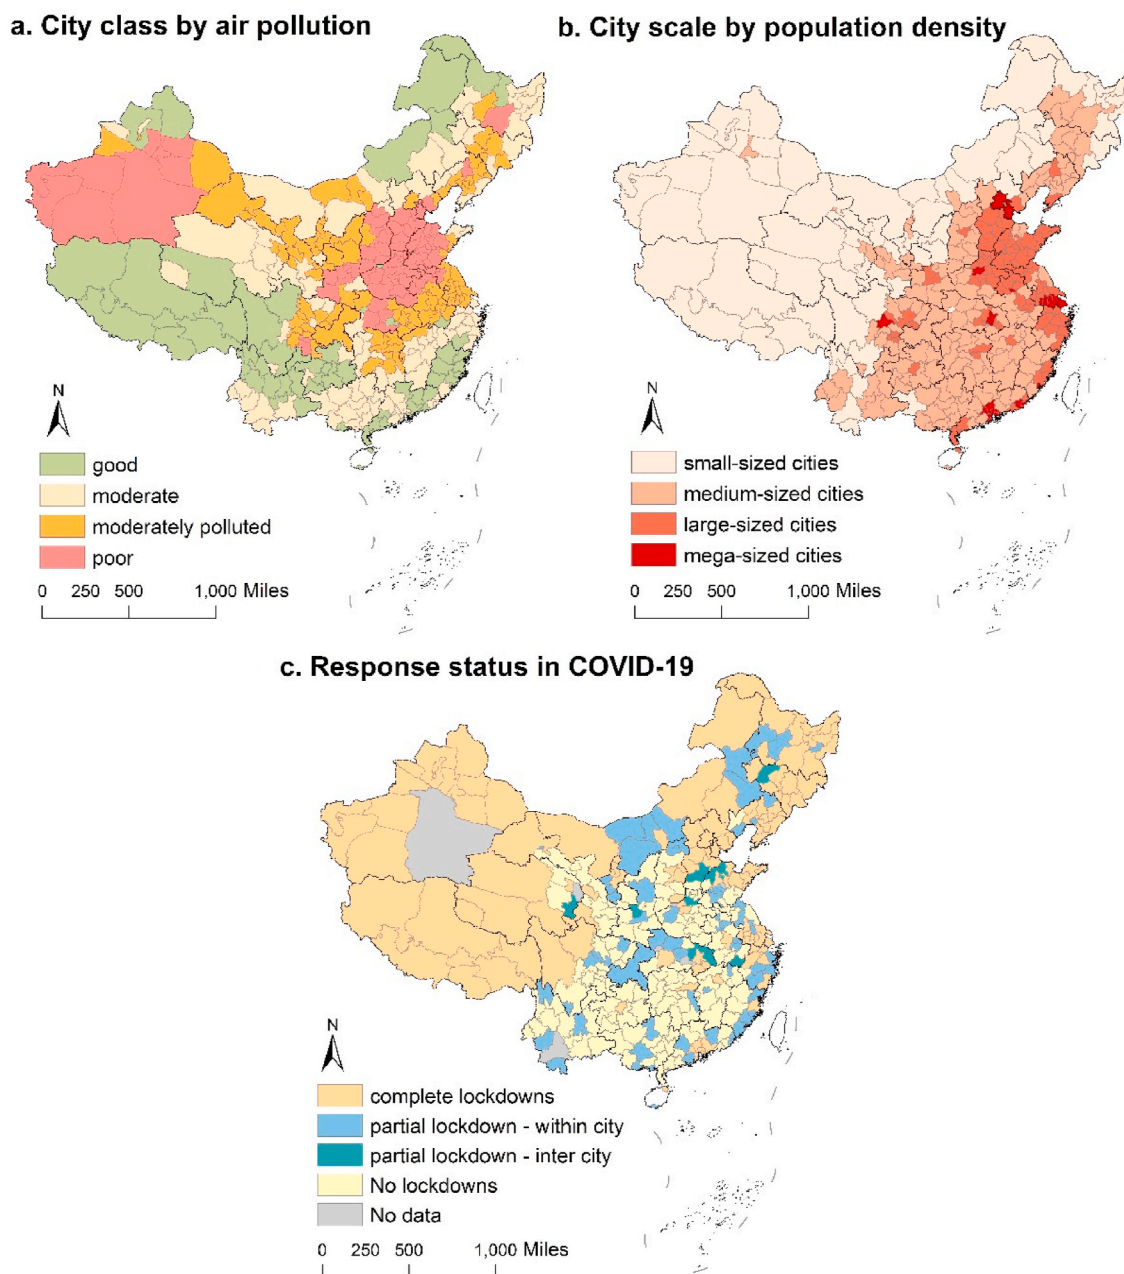 a. City class by air pollution
N
good
moderate
moderately polluted
poor
0 250 500 1,000 Miles
b. City scale by population density
N
small-sized cities
medium-sized cities
large-sized cities
mega-sized cities
0 250 500 1,000 Miles
c. Response status in COVID-19
N
complete lockdowns
partial lockdown - within city
partial lockdown - inter city
No lockdowns
No data
0 250 500 1,000 Miles